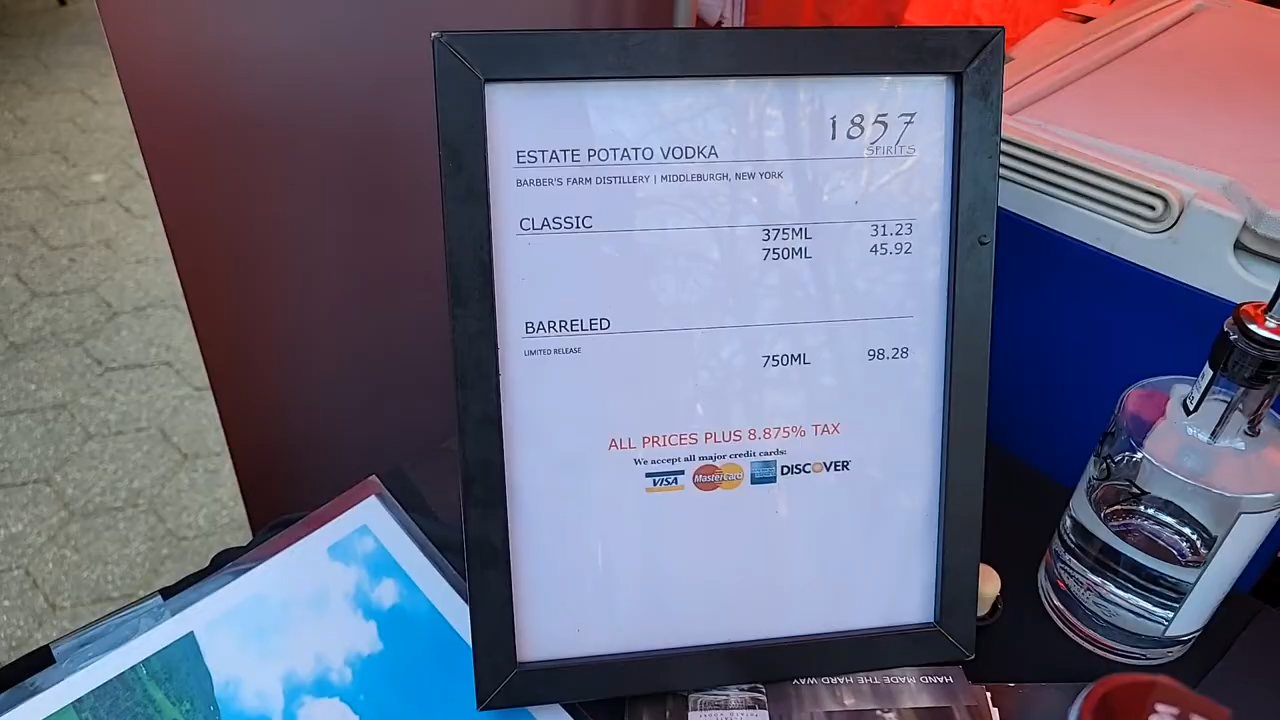 1857
SPIRITS
ESTATE POTATO VODKA
BARBER'S FARM DISTILLERY | MIDDLEBURGH, NEW YORK
CLASSIC
375ML 31.23
750ML 45.92
BARRELED
LIMITED RELEASE
750ML 98.28
ALL PRICES PLUS 8.875% TAX
We accept all major credit cards:
VISA MasterCard DISCOVER
HAND MADE THE HARD WAY